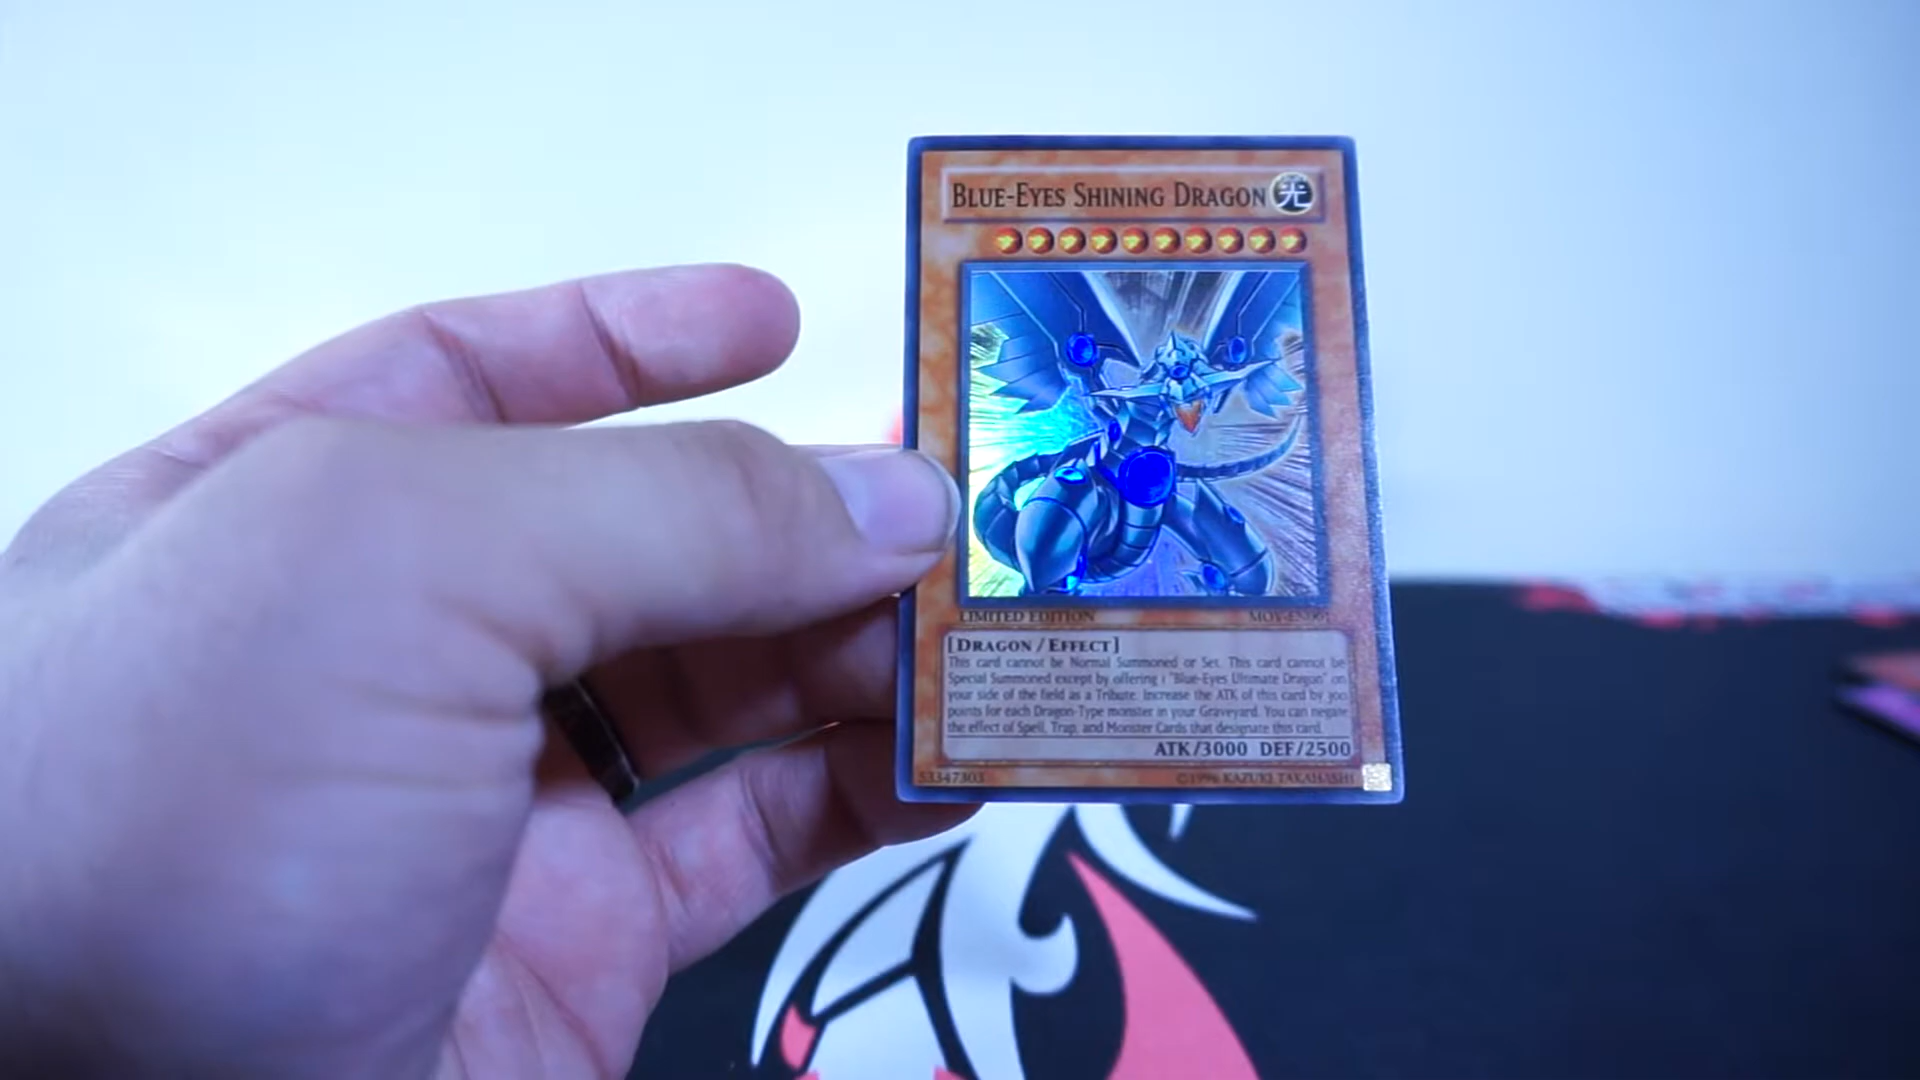 BLUE-EYES SHINING DRAGON 光
LIMITED EDITION MOV-EN001
[DRAGON / EFFECT]
This card cannot be Normal Summoned or Set. This card cannot be
Special Summoned except by offering 1 "Blue-Eyes Ultimate Dragon" on
your side of the field as a Tribute. Increase the ATK of this card by 300
points for each Dragon-Type monster in your Graveyard. You can negate
the effect of Spell, Trap, and Monster Cards that designate this card.
ATK/3000 DEF/2500
53347303 ©1996 KAZUKI TAKAHASHI